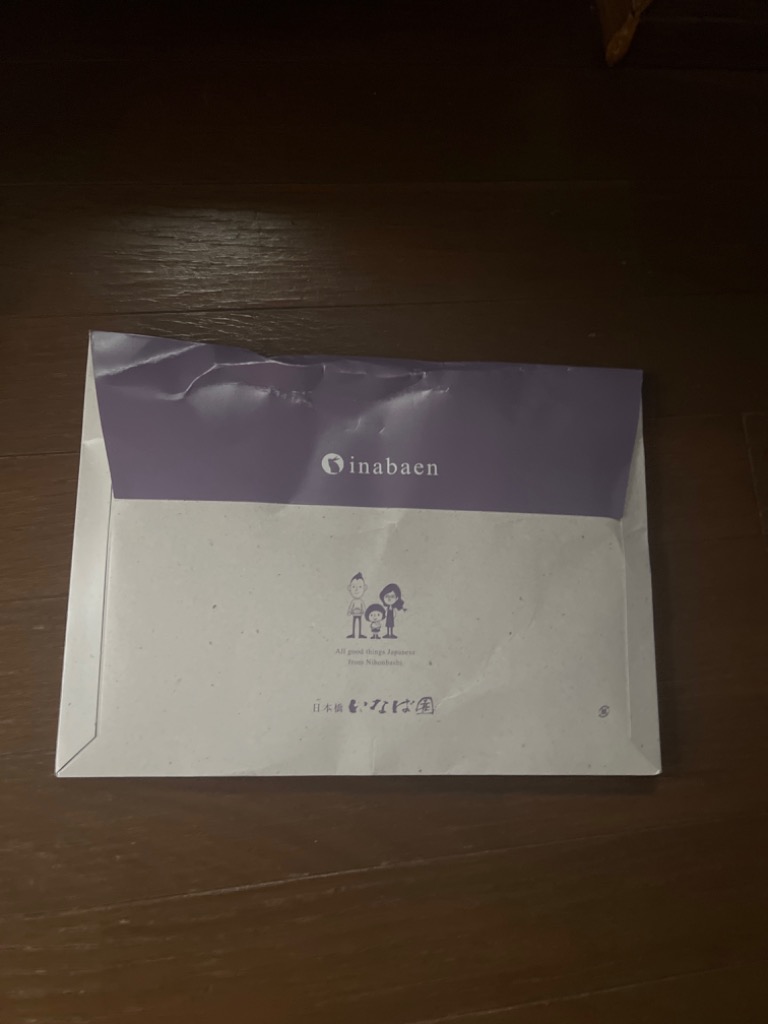 inabaen
All good things Japanese
from Nihonbashi
日本橋 いなば園